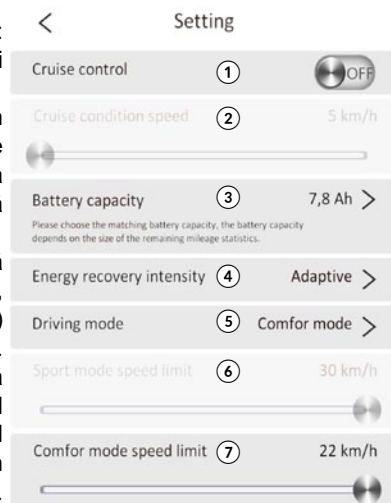 Setting
Cruise control 1 OFF
Cruise condition speed 2 5 km/h
Battery capacity 3 7,8 Ah
Please choose the matching battery capacity, the battery capacity
depends on the size of the remaining mileage statistics.
Energy recovery intensity 4 Adaptive
Driving mode 5 Comfor mode
Sport mode speed limit 6 30 km/h
Comfor mode speed limit 7 22 km/h